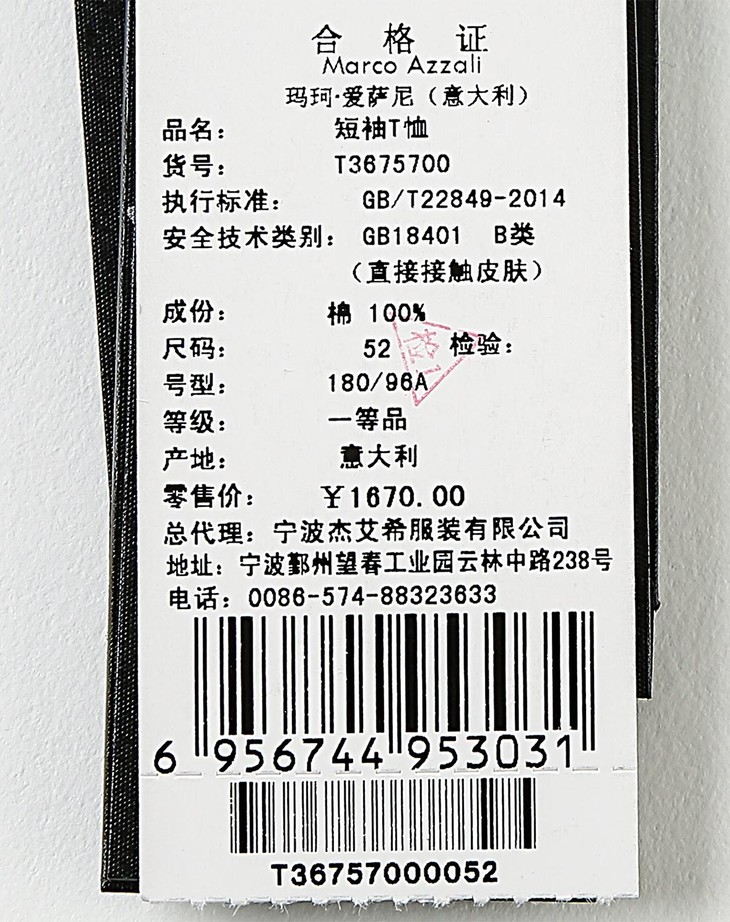 合 格 证
Marco Azzali
玛珂·爱萨尼（意大利）
品名： 短袖T恤
货号： T3675700
执行标准： GB/T22849-2014
安全技术类别： GB18401 B类
（直接接触皮肤）
成份： 棉 100%
尺码： 52 检验：
号型： 180/96A
等级： 一等品
产地： 意大利
零售价： ￥1670.00
总代理：宁波杰艾希服装有限公司
地址：宁波鄞州望春工业园云林中路238号
电话：0086-574-88323633
6 956744 953031
T36757000052